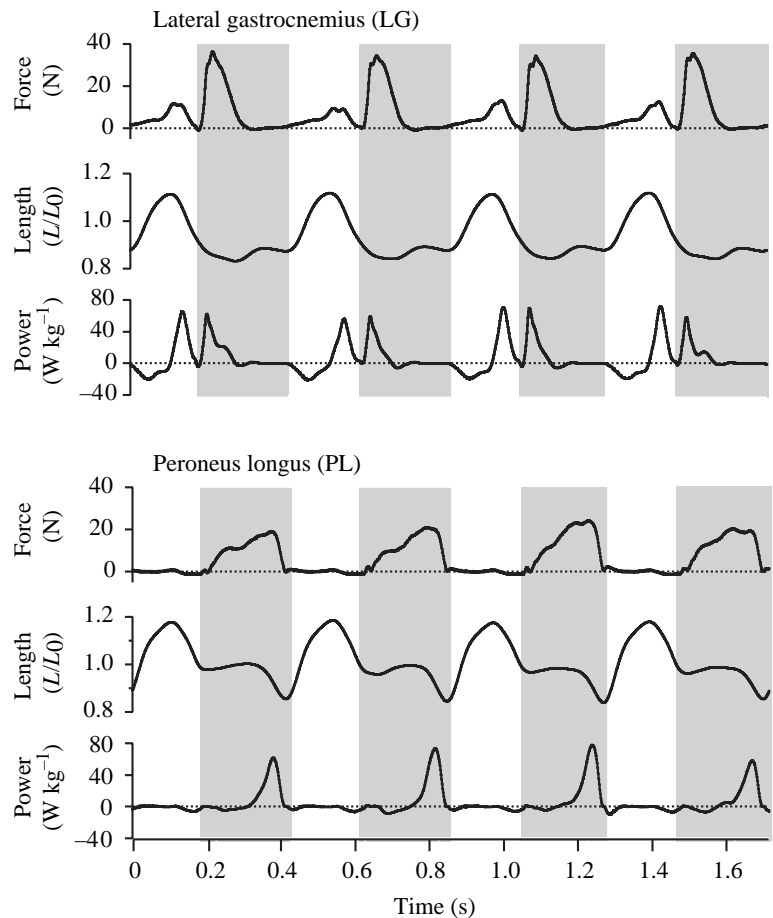 Lateral gastrocnemius (LG)
Force
(N)
40
20
0
Length
(L/L0)
1.2
1.0
0.8
Power
(W kg–1)
80
40
0
–40
Peroneus longus (PL)
Force
(N)
40
20
0
Length
(L/L0)
1.2
1.0
0.8
Power
(W kg–1)
80
40
0
–40
0 0.2 0.4 0.6 0.8 1.0 1.2 1.4 1.6
Time (s)